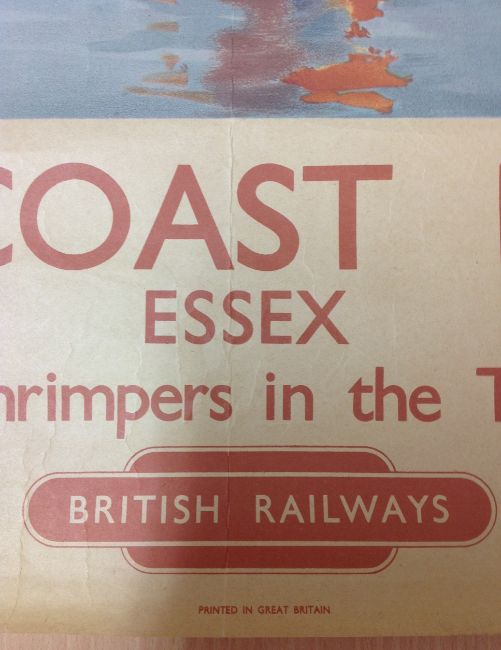 COAST
ESSEX
hrimpers in the T
BRITISH RAILWAYS
PRINTED IN GREAT BRITAIN